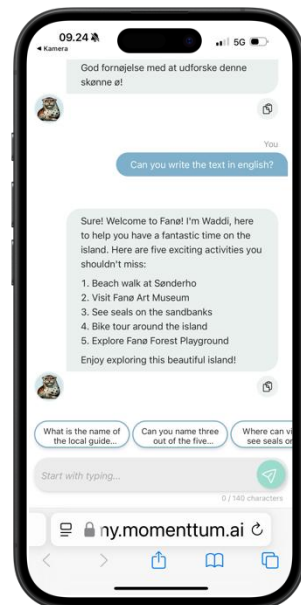 09.24
5G
◀ Kamera
God fornøjelse med at udforske denne
skønne ø!
You
Can you write the text in english?
Sure! Welcome to Fanø! I'm Waddi, here
to help you have a fantastic time on the
island. Here are five exciting activities you
shouldn't miss:
1. Beach walk at Sønderho
2. Visit Fanø Art Museum
3. See seals on the sandbanks
4. Bike tour around the island
5. Explore Fanø Forest Playground
Enjoy exploring this beautiful island!
What is the name of
the local guide...
Can you name three
out of the five...
Where can vi
see seals or
Start with typing...
0 / 140 characters
ny.momenttum.ai